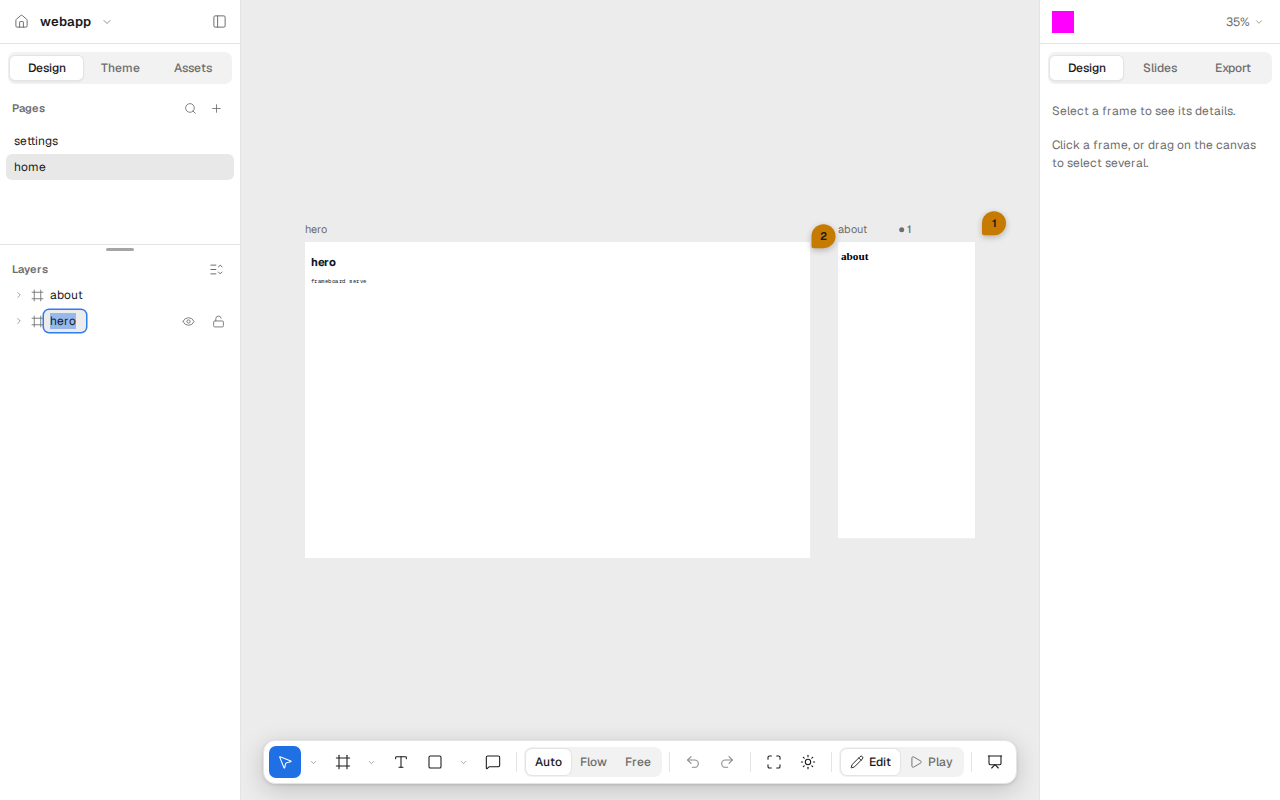 webapp
35%
Design
Theme
Assets
Design
Slides
Export
Pages
settings
home
Select a frame to see its details.
Click a frame, or drag on the canvas
to select several.
Layers
about
hero
hero
2
about
1
1
hero
frameboard serve
about
Auto
Flow
Free
Edit
Play